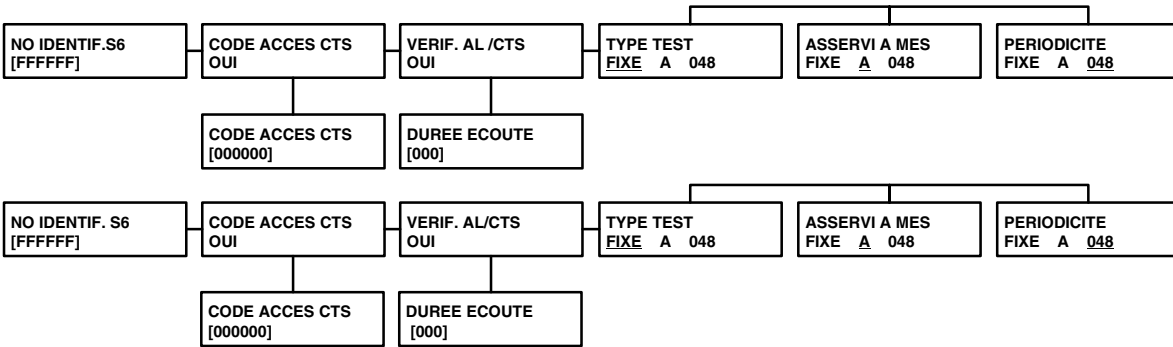 NO IDENTIF.S6
[FFFFFF]
CODE ACCES CTS
OUI
VERIF. AL /CTS
OUI
TYPE TEST
FIXE A 048
ASSERVI A MES
FIXE A 048
PERIODICITE
FIXE A 048
CODE ACCES CTS
[000000]
DUREE ECOUTE
[000]
NO IDENTIF. S6
[FFFFFF]
CODE ACCES CTS
OUI
VERIF. AL/CTS
OUI
TYPE TEST
FIXE A 048
ASSERVI A MES
FIXE A 048
PERIODICITE
FIXE A 048
CODE ACCES CTS
[000000]
DUREE ECOUTE
[000]